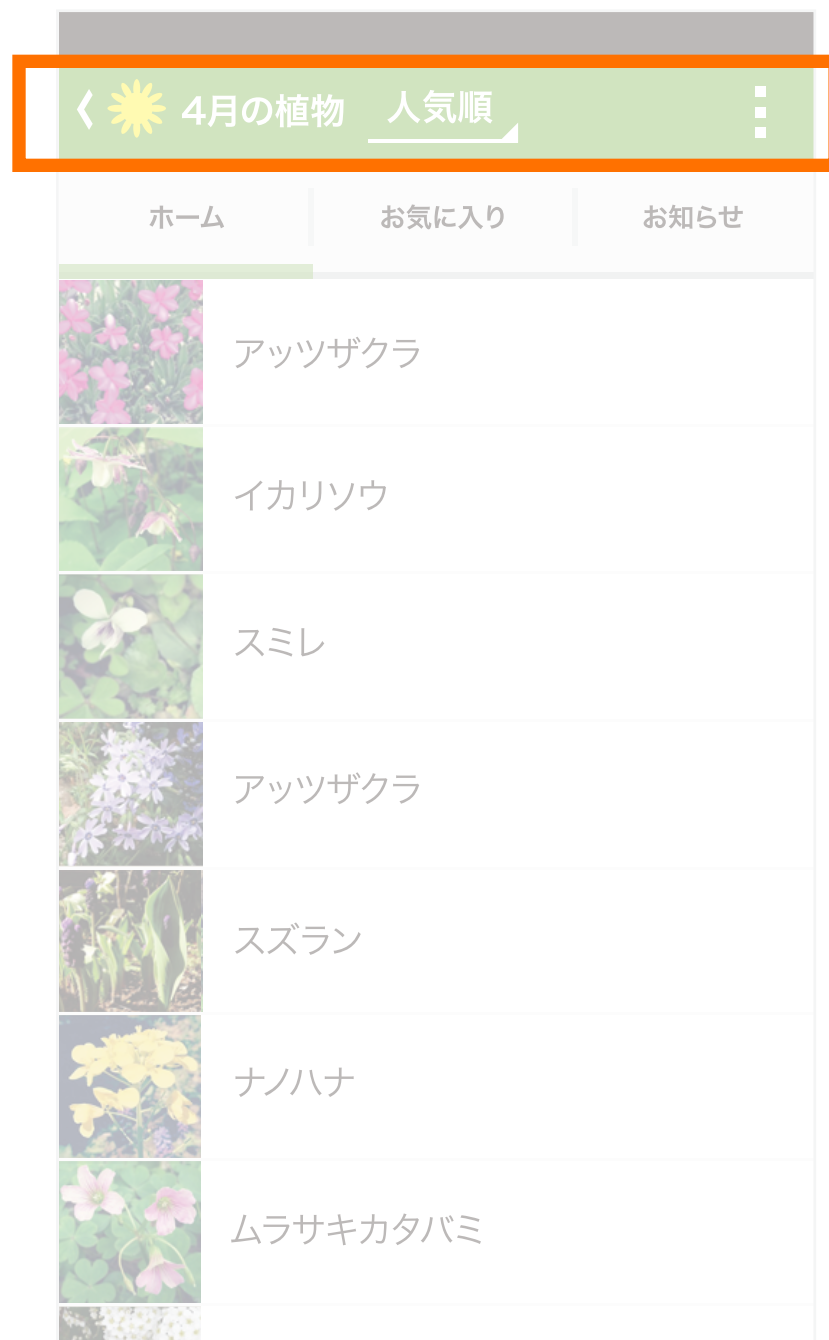 4月の植物 人気順
ホーム お気に入り お知らせ
アッツザクラ
イカリソウ
スミレ
アッツザクラ
スズラン
ナノハナ
ムラサキカタバミ